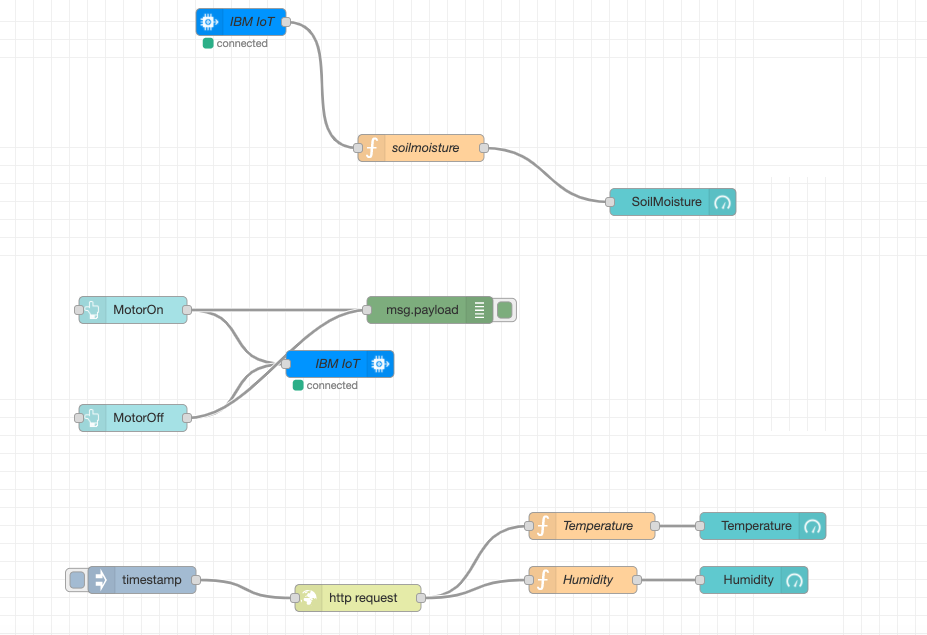 IBM IoT
connected
soilmoisture
SoilMoisture
MotorOn
msg.payload
IBM IoT
connected
MotorOff
Temperature
Temperature
timestamp
Humidity
Humidity
http request